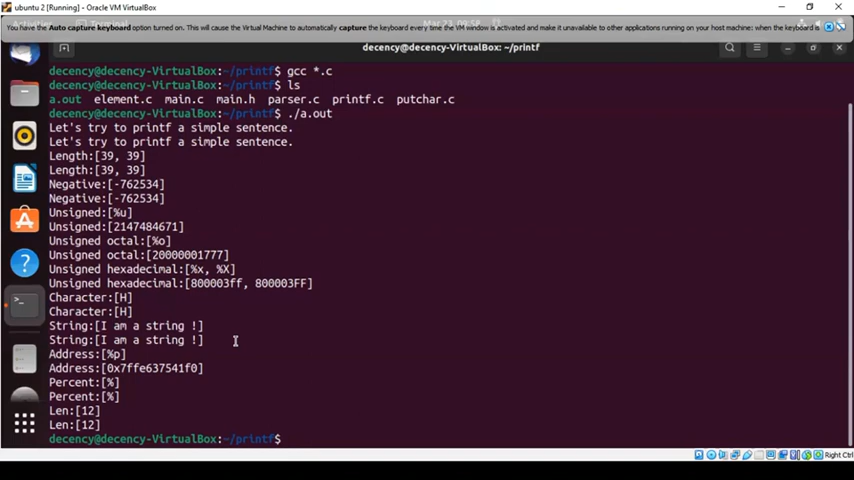 ubuntu 2 [Running] - Oracle VM VirtualBox
You have the Auto capture keyboard option turned on. This will cause the Virtual Machine to automatically capture the keyboard every time the VM window is activated and make it unavailable to other applications running on your host machine: when the keyboard is
decency@decency-VirtualBox: ~/printf
decency@decency-VirtualBox:~/printf$ gcc *.c
decency@decency-VirtualBox:~/printf$ ls
a.out element.c main.c main.h parser.c printf.c putchar.c
decency@decency-VirtualBox:~/printf$ ./a.out
Let's try to printf a simple sentence.
Let's try to printf a simple sentence.
Length:[39, 39]
Length:[39, 39]
Negative:[-762534]
Negative:[-762534]
Unsigned:[%u]
Unsigned:[2147484671]
Unsigned octal:[%o]
Unsigned octal:[20000001777]
Unsigned hexadecimal:[%x, %X]
Unsigned hexadecimal:[800003ff, 800003FF]
Character:[H]
Character:[H]
String:[I am a string !]
String:[I am a string !]
Address:[%p]
Address:[0x7ffe637541f0]
Percent:[%]
Percent:[%]
Len:[12]
Len:[12]
decency@decency-VirtualBox:~/printf$
Right Ctrl